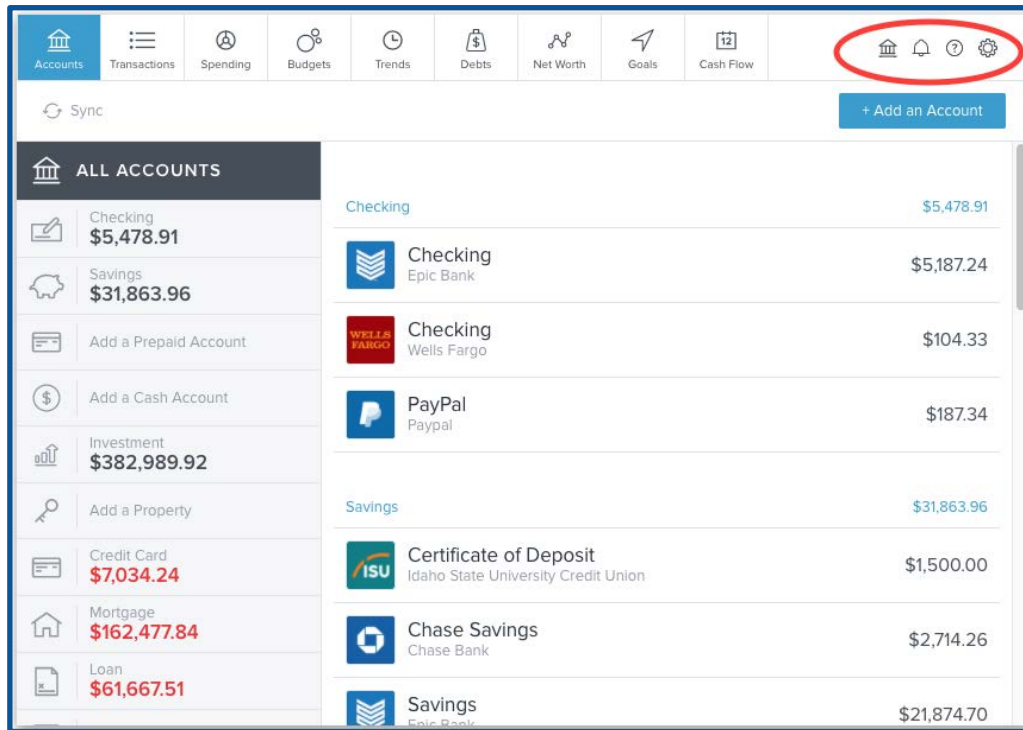 Accounts
Transactions
Spending
Budgets
Trends
Debts
Net Worth
Goals
12
Cash Flow
?
Sync
+ Add an Account
ALL ACCOUNTS
Checking
$5,478.91
Savings
$31,863.96
Add a Prepaid Account
$
Add a Cash Account
Investment
$382,989.92
Add a Property
Credit Card
$7,034.24
Mortgage
$162,477.84
Loan
$61,667.51
Checking $5,478.91
Checking
Epic Bank
$5,187.24
WELLS
FARGO
Checking
Wells Fargo
$104.33
PayPal
Paypal
$187.34
Savings $31,863.96
ISU
Certificate of Deposit
Idaho State University Credit Union
$1,500.00
Chase Savings
Chase Bank
$2,714.26
Savings
Epic Bank
$21,874.70